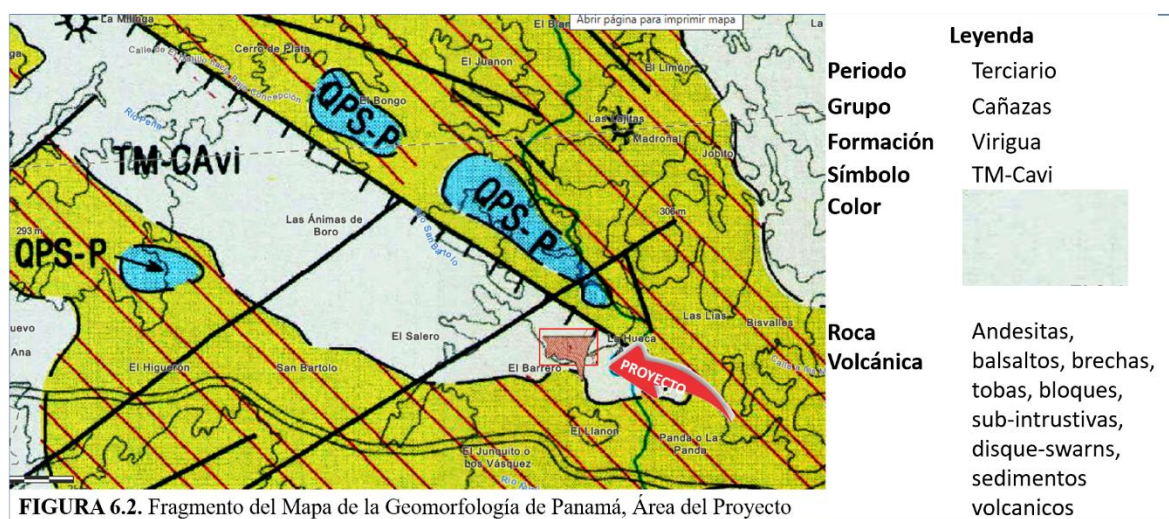 La Milinga
Abrir página para imprimir mapa
Cerro de Plata
El Juanon
El Limón
El Bongo
QPS-P
Las Lajitas
Madroñal
Jobito
TM-CAvi
QPS-P
Las Ánimas de
Boro
306 m
293 m
QPS-P
El Salero
Las Lías
Bisvalles
La Hueca
Ana
El Higuerón
San Bartolo
El Barrero
PROYECTO
El Llanon
Panda o La
Panda
El Junquito o
Los Vásquez
FIGURA 6.2. Fragmento del Mapa de la Geomorfología de Panamá, Área del Proyecto
Leyenda
Periodo Terciario
Grupo Cañazas
Formación Virigua
Símbolo TM-Cavi
Color
Roca Andesitas,
Volcánica balsaltos, brechas,
tobas, bloques,
sub-intrustivas,
disque-swarns,
sedimentos
volcanicos